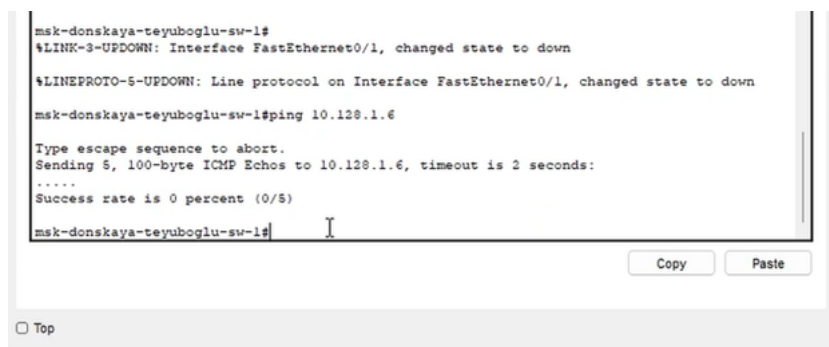 msk-donskaya-teyuboglu-sw-1#
%LINK-3-UPDOWN: Interface FastEthernet0/1, changed state to down
%LINEPROTO-5-UPDOWN: Line protocol on Interface FastEthernet0/1, changed state to down
msk-donskaya-teyuboglu-sw-1#ping 10.128.1.6
Type escape sequence to abort.
Sending 5, 100-byte ICMP Echos to 10.128.1.6, timeout is 2 seconds:
.....
Success rate is 0 percent (0/5)
msk-donskaya-teyuboglu-sw-1#
Copy Paste
Top